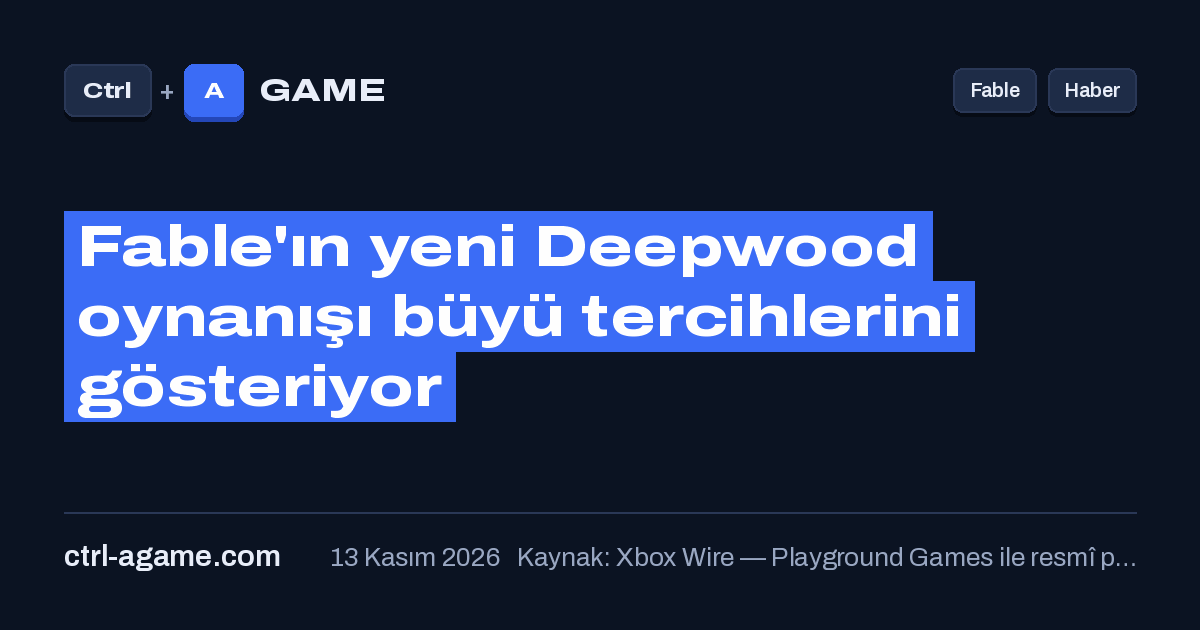 Ctrl + A GAME
Fable Haber
Fable'ın yeni Deepwood
oynanışı büyü tercihlerini
gösteriyor
ctrl-agame.com
13 Kasım 2026 Kaynak: Xbox Wire — Playground Games ile resmî p...